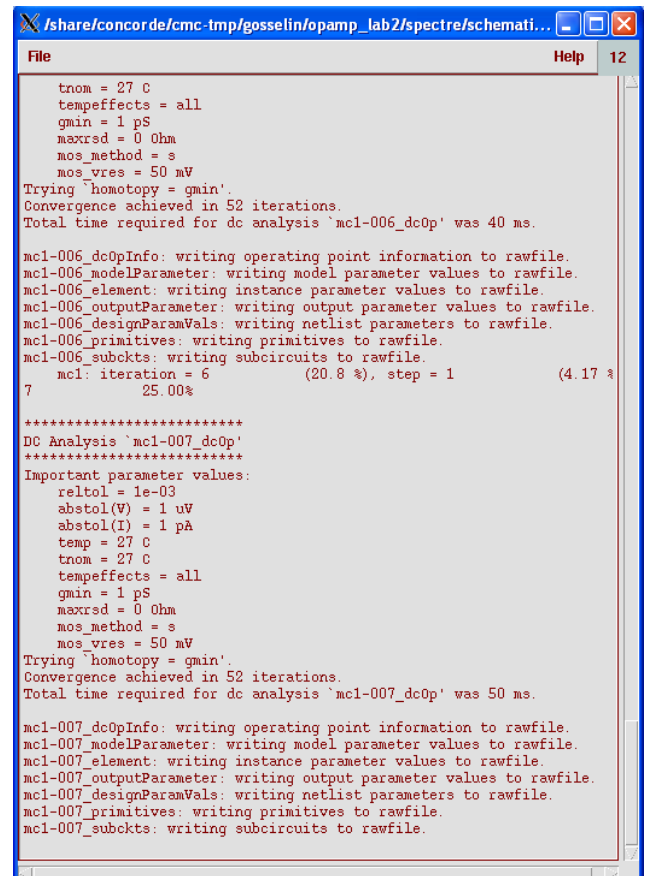 /share/concorde/cmc-tmp/gosselin/opamp_lab2/spectre/schemati...
File Help 12
tnom = 27 C
tempeffects = all
gmin = 1 pS
maxrsd = 0 Ohm
mos_method = s
mos_vres = 50 mV
Trying `homotopy = gmin'.
Convergence achieved in 52 iterations.
Total time required for dc analysis `mc1-006_dcOp' was 40 ms.
mc1-006_dcOpInfo: writing operating point information to rawfile.
mc1-006_modelParameter: writing model parameter values to rawfile.
mc1-006_element: writing instance parameter values to rawfile.
mc1-006_outputParameter: writing output parameter values to rawfile.
mc1-006_designParamVals: writing netlist parameters to rawfile.
mc1-006_primitives: writing primitives to rawfile.
mc1-006_subckts: writing subcircuits to rawfile.
mc1: iteration = 6 (20.8 %), step = 1 (4.17 %
7 25.00%
**************************
DC Analysis `mc1-007_dcOp'
**************************
Important parameter values:
reltol = 1e-03
abstol(V) = 1 uV
abstol(I) = 1 pA
temp = 27 C
tnom = 27 C
tempeffects = all
gmin = 1 pS
maxrsd = 0 Ohm
mos_method = s
mos_vres = 50 mV
Trying `homotopy = gmin'.
Convergence achieved in 52 iterations.
Total time required for dc analysis `mc1-007_dcOp' was 50 ms.
mc1-007_dcOpInfo: writing operating point information to rawfile.
mc1-007_modelParameter: writing model parameter values to rawfile.
mc1-007_element: writing instance parameter values to rawfile.
mc1-007_outputParameter: writing output parameter values to rawfile.
mc1-007_designParamVals: writing netlist parameters to rawfile.
mc1-007_primitives: writing primitives to rawfile.
mc1-007_subckts: writing subcircuits to rawfile.